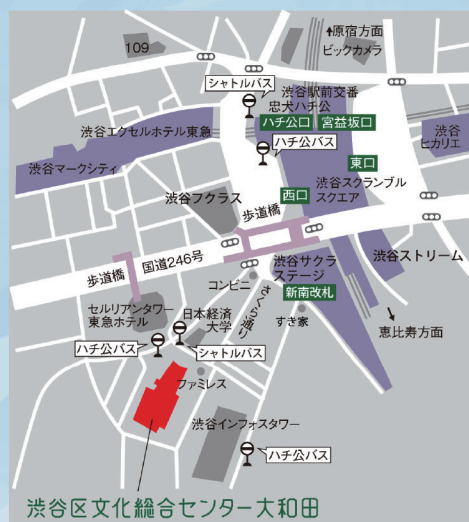 ↑原宿方面
ビックカメラ
109
シャトルバス
渋谷駅前交番
忠犬ハチ公
ハチ公口
宮益坂口
渋谷エクセルホテル東急
ハチ公バス
渋谷
ヒカリエ
渋谷マークシティ
東口
西口
渋谷スクランブル
スクエア
渋谷フクラス
歩道橋
国道246号
歩道橋
渋谷サクラ
ステージ
渋谷ストリーム
コンビニ
さくら通り
新南改札
セルリアンタワー
東急ホテル
日本経済
大学
すき家
恵比寿方面
ハチ公バス
シャトルバス
ファミレス
渋谷インフォスタワー
ハチ公バス
渋谷区文化総合センター大和田